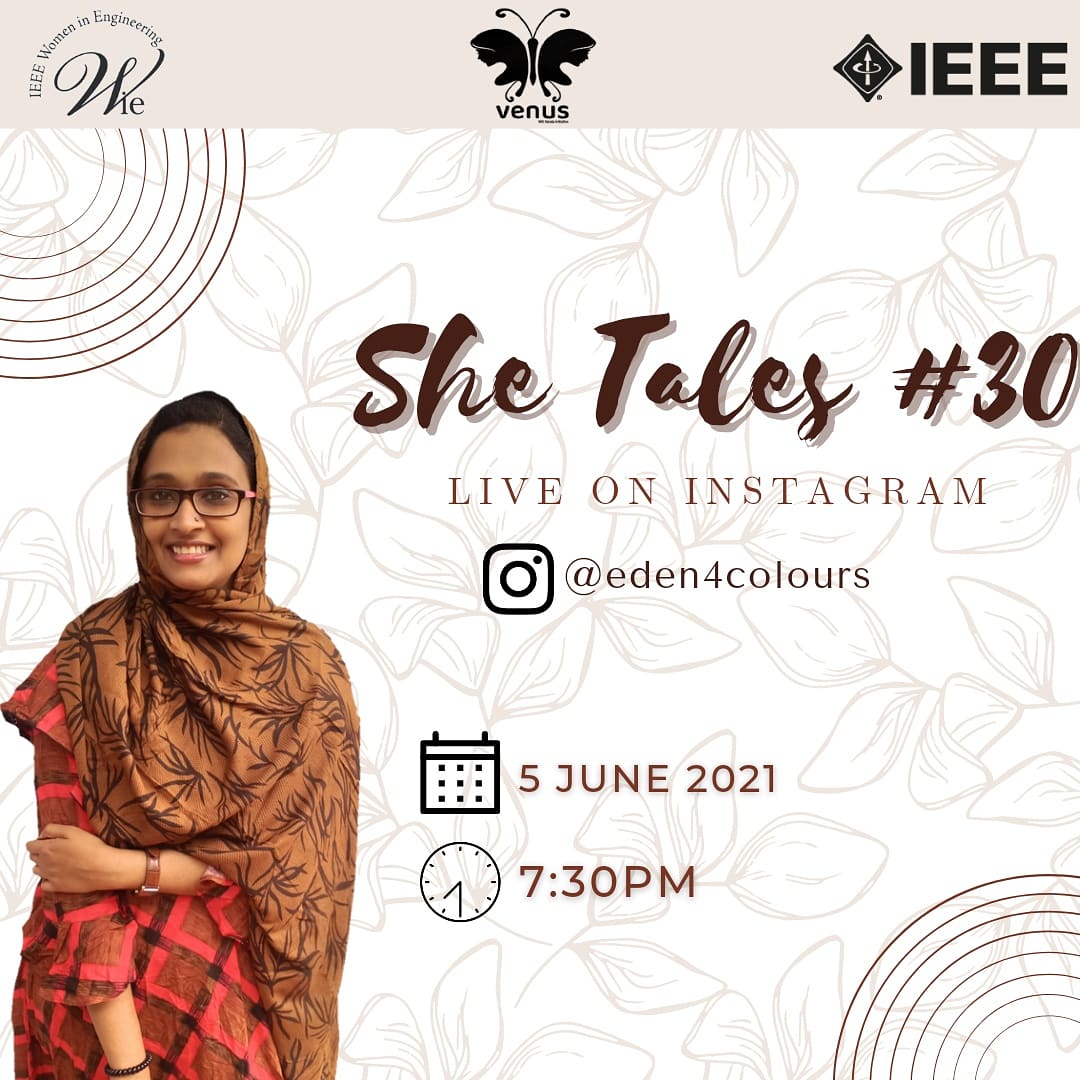 IEEE Women in Engineering
Wie
venus
IEEE
She Tales #30
LIVE ON INSTAGRAM
@eden4colours
5 JUNE 2021
7:30PM